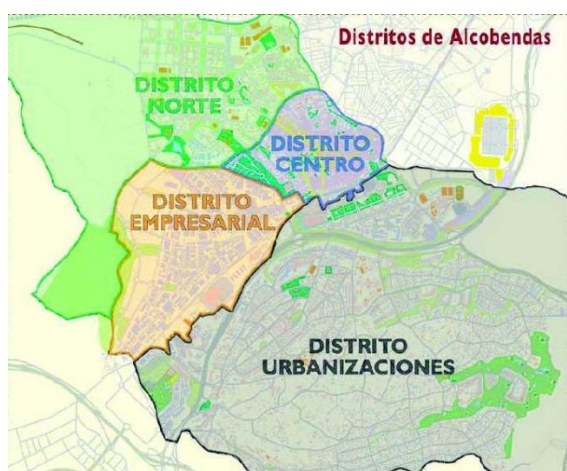 Distritos de Alcobendas
DISTRITO
NORTE
DISTRITO
CENTRO
DISTRITO
EMPRESARIAL
DISTRITO
URBANIZACIONES